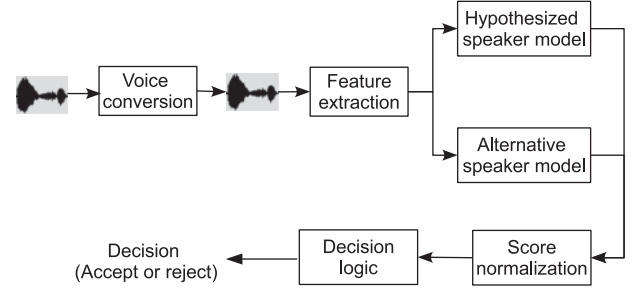 Hypothesized
speaker model
Voice
conversion
Feature
extraction
Alternative
speaker model
Decision
(Accept or reject)
Decision
logic
Score
normalization